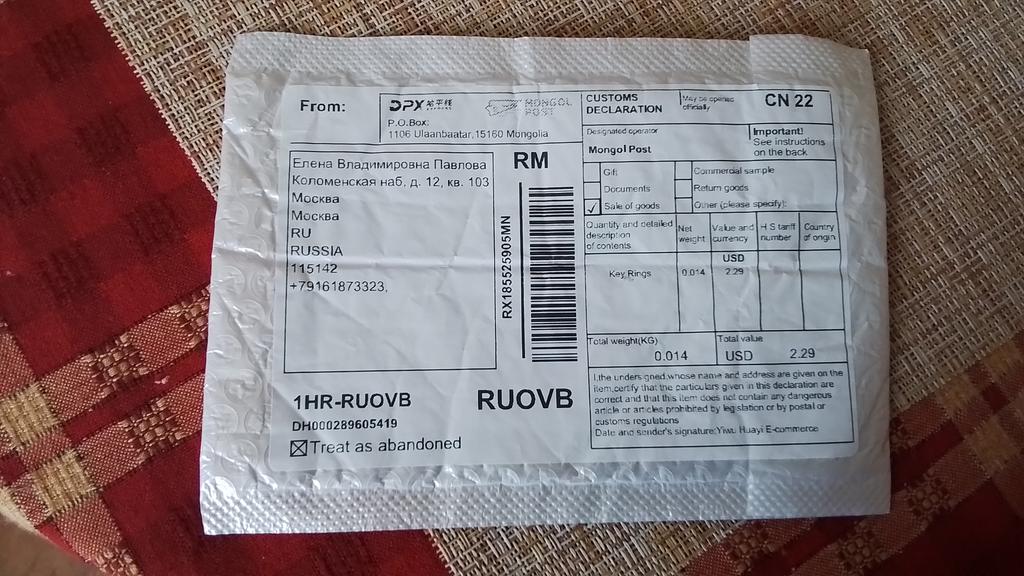 From:
DPX
MONGOL POST
P.O.Box:
1106 Ulaanbaatar,15160 Mongolia
Елена Владимировна Павлова
Коломенская наб, д. 12, кв. 103
Москва
Москва
RU
RUSSIA
115142
+79161873323,
RM
RX185525905MN
1HR-RUOVB
RUOVB
DH000289605419
Treat as abandoned
CUSTOMS DECLARATION
May be opened officially
CN 22
Designated operator
Mongol Post
Important!
See instructions
on the back
Gift
Commercial sample
Documents
Return goods
Sale of goods
Other (please specify):
Quantity and detailed
description
of contents
Net
weight
Value and
currency
H S tariff
number
Country
of origin
USD
Key Rings 0.014 2.29
Total weight(KG)
0.014
Total value
USD 2.29
I,the undersigned,whose name and address are given on the
item,certify that the particulars given in this declaration are
correct and that this item does not contain any dangerous
article or articles prohibited by legislation or by postal or
customs regulations
Date and sender's signature:Yiwu Huayi E-commerce